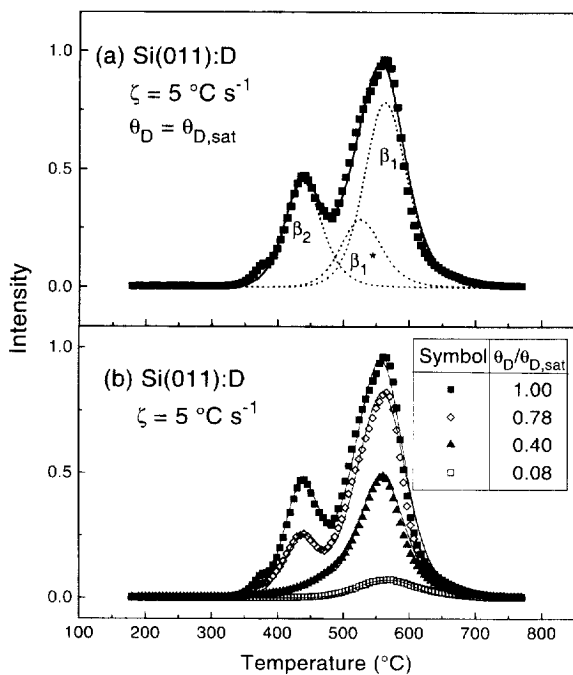 (a) Si(011):D
ζ = 5 °C s⁻¹
θD = θD,sat
1.0
0.5
0.0
β2
β1*
β1
Intensity
(b) Si(011):D
ζ = 5 °C s⁻¹
Symbol θD/θD,sat
1.00
0.78
0.40
0.08
1.0
0.5
0.0
100 200 300 400 500 600 700 800
Temperature (°C)